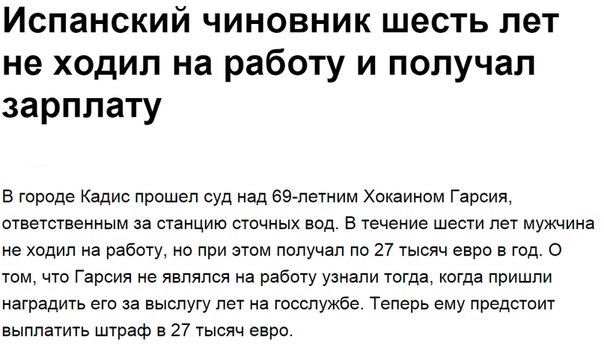 Испанский чиновник шесть лет
не ходил на работу и получал
зарплату
В городе Кадис прошел суд над 69-летним Хокаином Гарсия,
ответственным за станцию сточных вод. В течение шести лет мужчина
не ходил на работу, но при этом получал по 27 тысяч евро в год. О
том, что Гарсия не являлся на работу узнали тогда, когда пришли
наградить его за выслугу лет на госслужбе. Теперь ему предстоит
выплатить штраф в 27 тысяч евро.